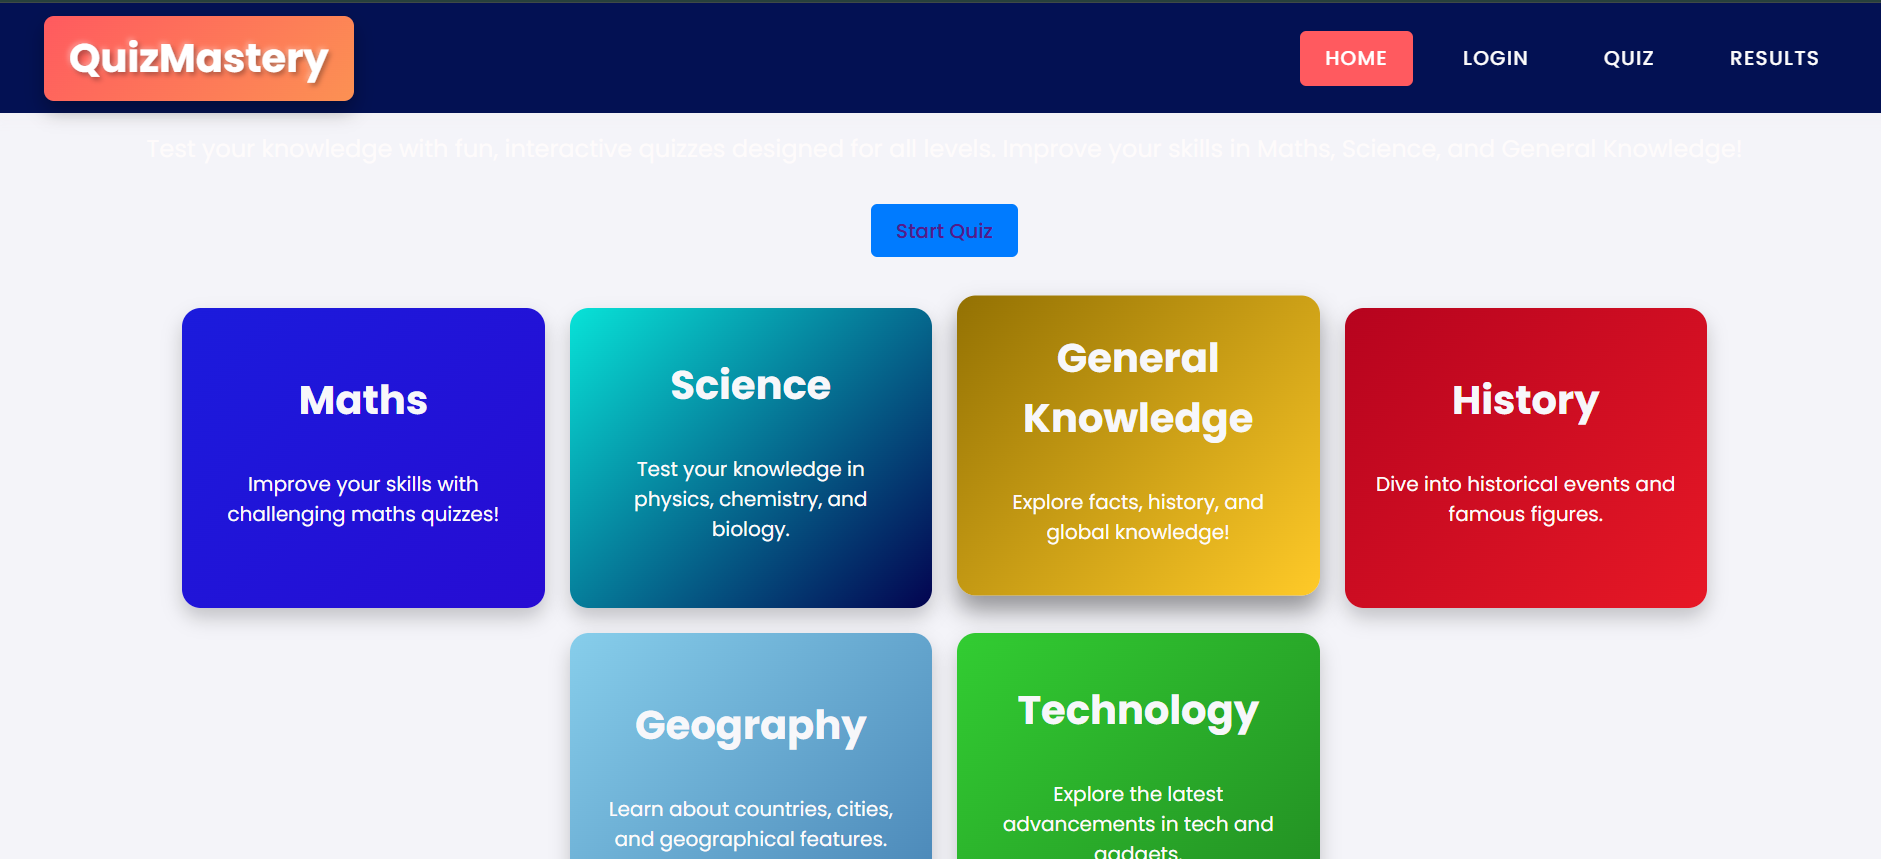 QuizMastery
HOME
LOGIN
QUIZ
RESULTS
Test your knowledge with fun, interactive quizzes designed for all levels. Improve your skills in Maths, Science, and General Knowledge!
Start Quiz
Maths
Improve your skills with
challenging maths quizzes!
Science
Test your knowledge in
physics, chemistry, and
biology.
General
Knowledge
Explore facts, history, and
global knowledge!
History
Dive into historical events and
famous figures.
Geography
Learn about countries, cities,
and geographical features.
Technology
Explore the latest
advancements in tech and
gadgets.